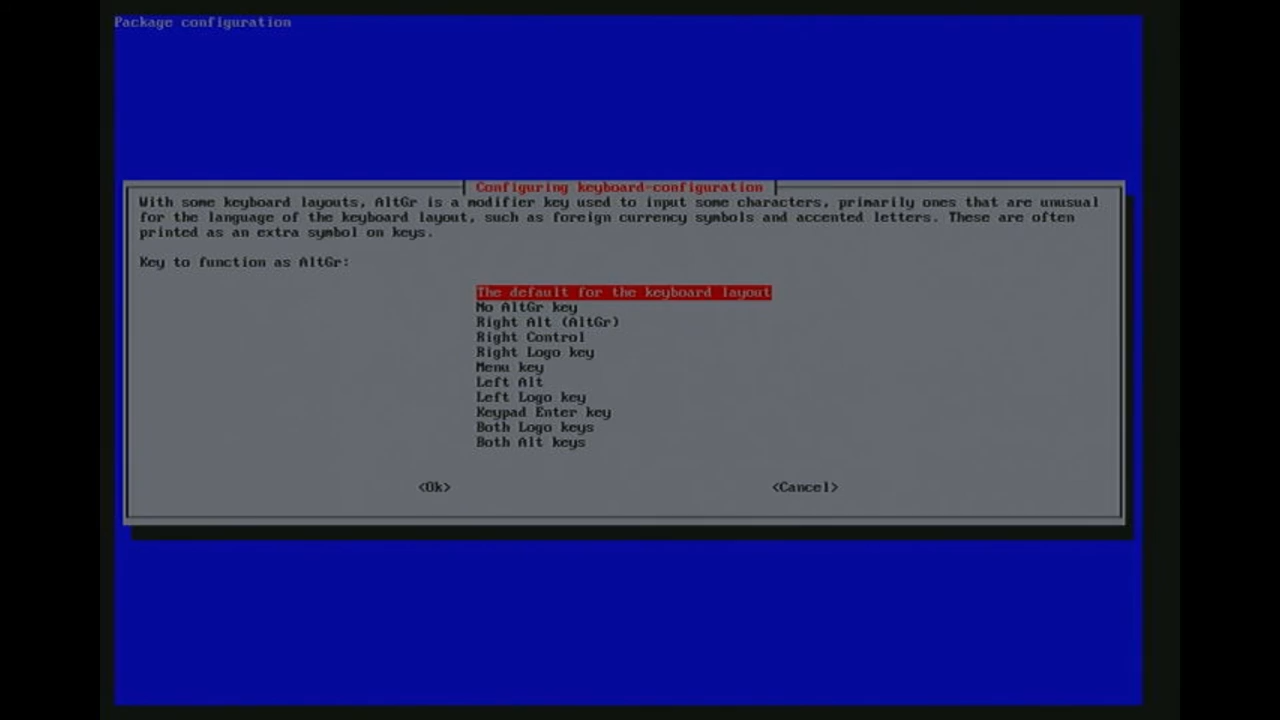 Package configuration
Configuring keyboard-configuration
With some keyboard layouts, AltGr is a modifier key used to input some characters, primarily ones that are unusual
for the language of the keyboard layout, such as foreign currency symbols and accented letters. These are often
printed as an extra symbol on keys.
Key to function as AltGr:
The default for the keyboard layout
No AltGr key
Right Alt (AltGr)
Right Control
Right Logo key
Menu key
Left Alt
Left Logo key
Keypad Enter key
Both Logo keys
Both Alt keys
<Ok> <Cancel>